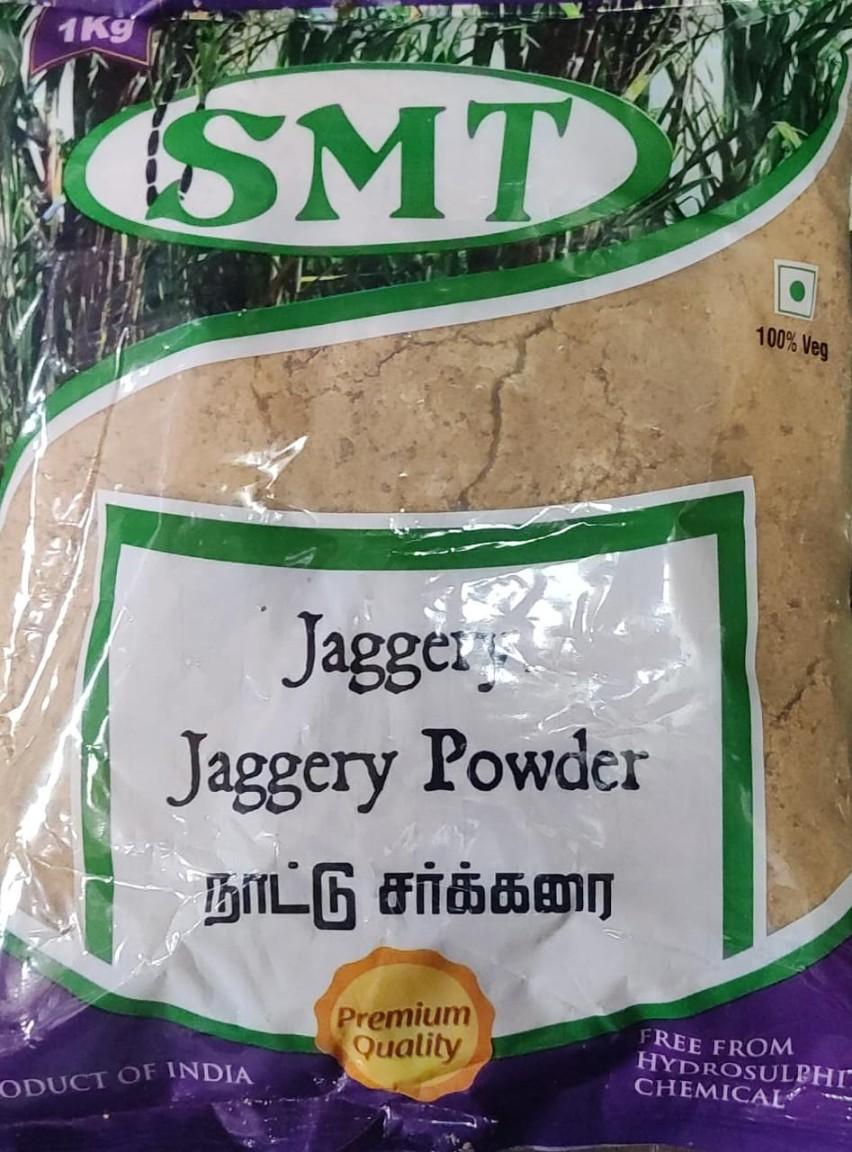 1Kg
SMT
100% Veg
Jaggery
Jaggery Powder
நாட்டு சர்க்கரை
Premium
Quality
ODUCT OF INDIA
FREE FROM
HYDROSULPHI
CHEMICAL